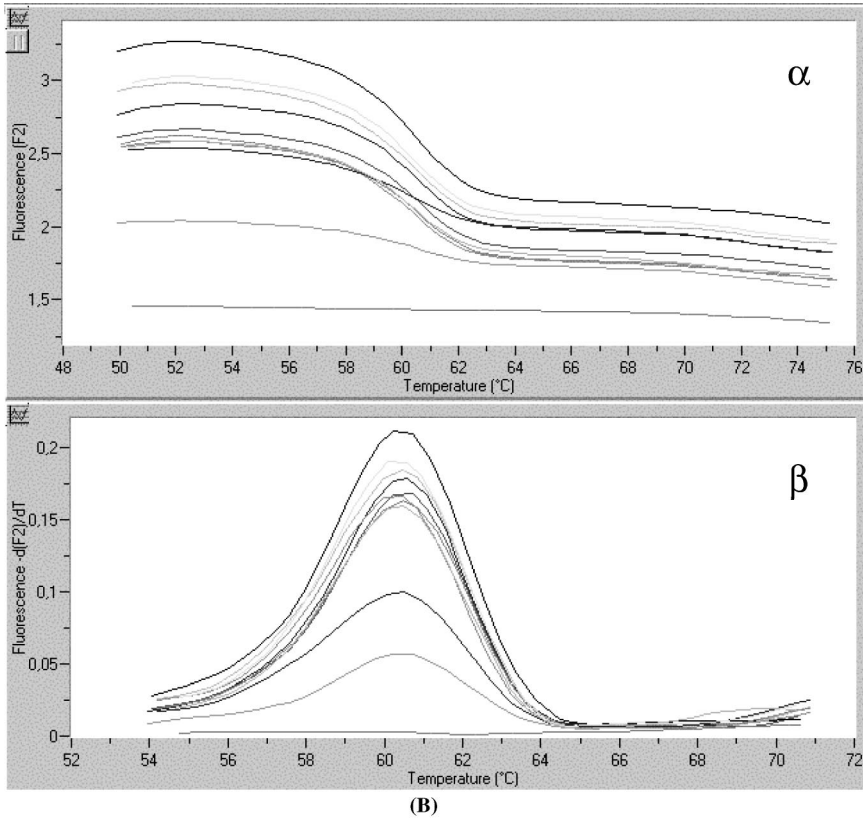 α
Fluorescence (F2)
3
2,5
2
1,5
48 50 52 54 56 58 60 62 64 66 68 70 72 74 76
Temperature (°C)
β
Fluorescence -d(F2)/dT
0,2
0,15
0,1
0,05
0
52 54 56 58 60 62 64 66 68 70 72
Temperature (°C)
(B)